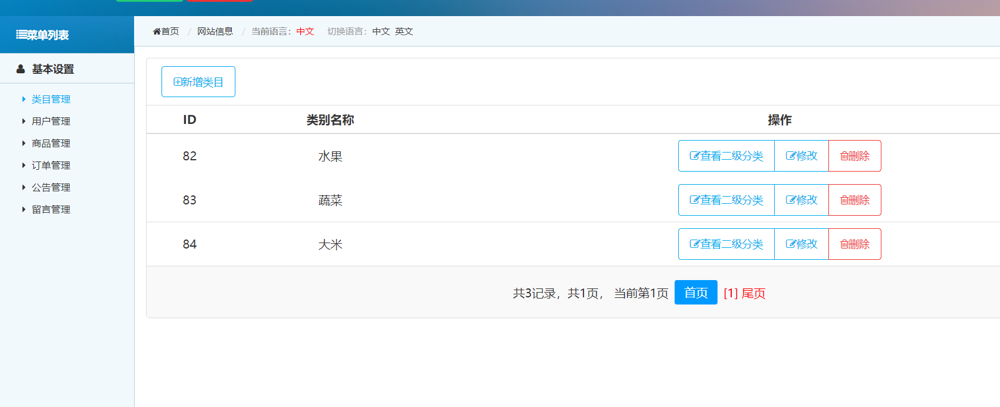 菜单列表
首页 / 网站信息 / 当前语言：中文 切换语言：中文 英文
基本设置
类目管理
用户管理
商品管理
订单管理
公告管理
留言管理
新增类目
ID 类别名称 操作
82 水果 查看二级分类 修改 删除
83 蔬菜 查看二级分类 修改 删除
84 大米 查看二级分类 修改 删除
共3记录，共1页， 当前第1页 首页 [1] 尾页